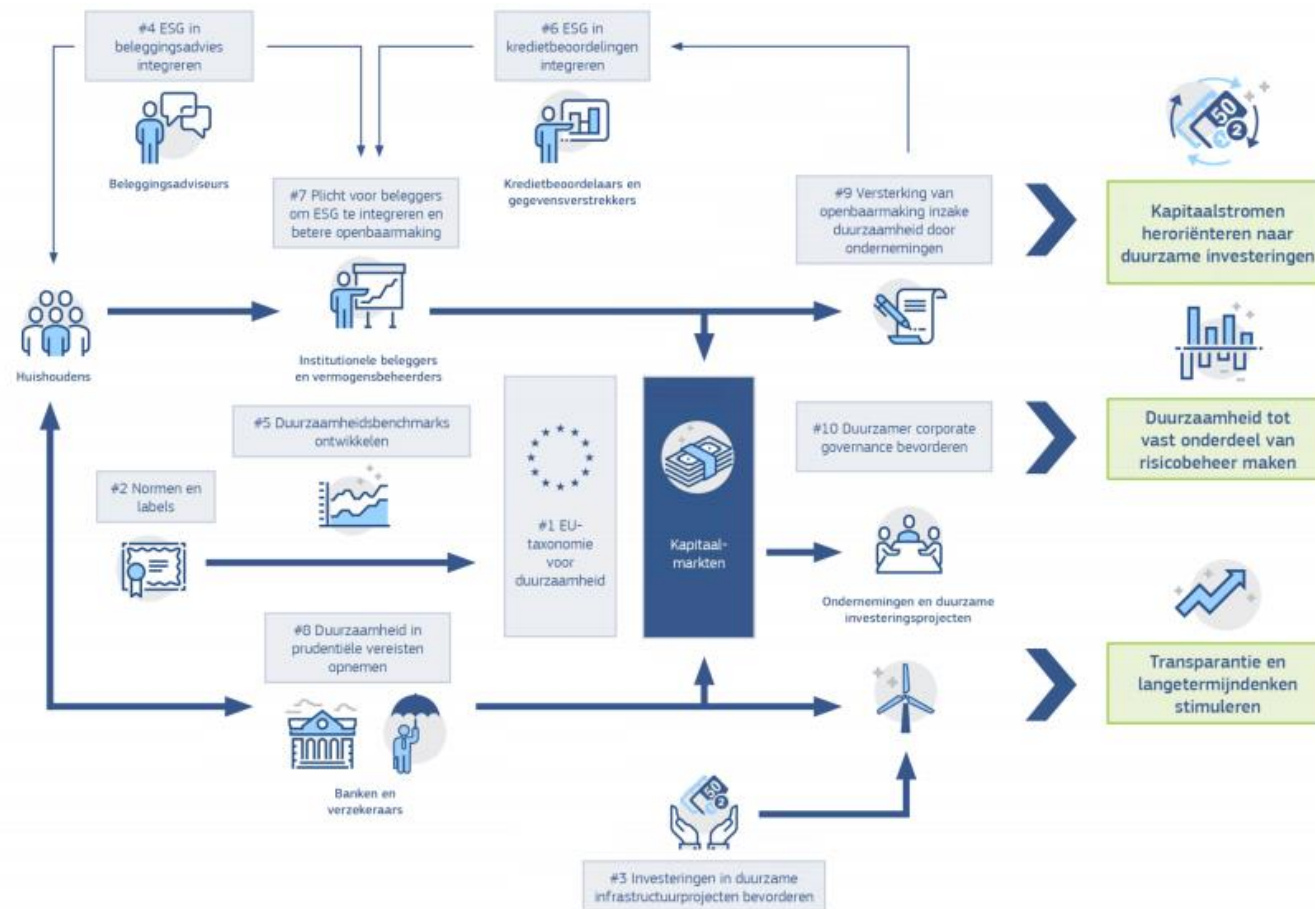 #4 ESG in
beleggingsadvies
integreren
Beleggingsadviseurs
#6 ESG in
kredietbeoordelingen
integreren
Kredietbeoordelaars en
gegevensverstrekkers
#7 Plicht voor beleggers
om ESG te integreren en
betere openbaarmaking
#9 Versterking van
openbaarmaking inzake
duurzaamheid door
ondernemingen
50
€ 2
Kapitaalstromen
heroriënteren naar
duurzame investeringen
Huishoudens
Institutionele beleggers
en vermogensbeheerders
#5 Duurzaamheidsbenchmarks
ontwikkelen
#2 Normen en
labels
#1 EU-
taxonomie
voor
duurzaamheid
Kapitaal-
markten
#10 Duurzamer corporate
governance bevorderen
Duurzaamheid tot
vast onderdeel van
risicobeheer maken
Ondernemingen en duurzame
investeringsprojecten
#8 Duurzaamheid in
prudentiële vereisten
opnemen
Banken en
verzekeraars
Transparantie en
langetermijndenken
stimuleren
50
2
#3 Investeringen in duurzame
infrastructuurprojecten bevorderen